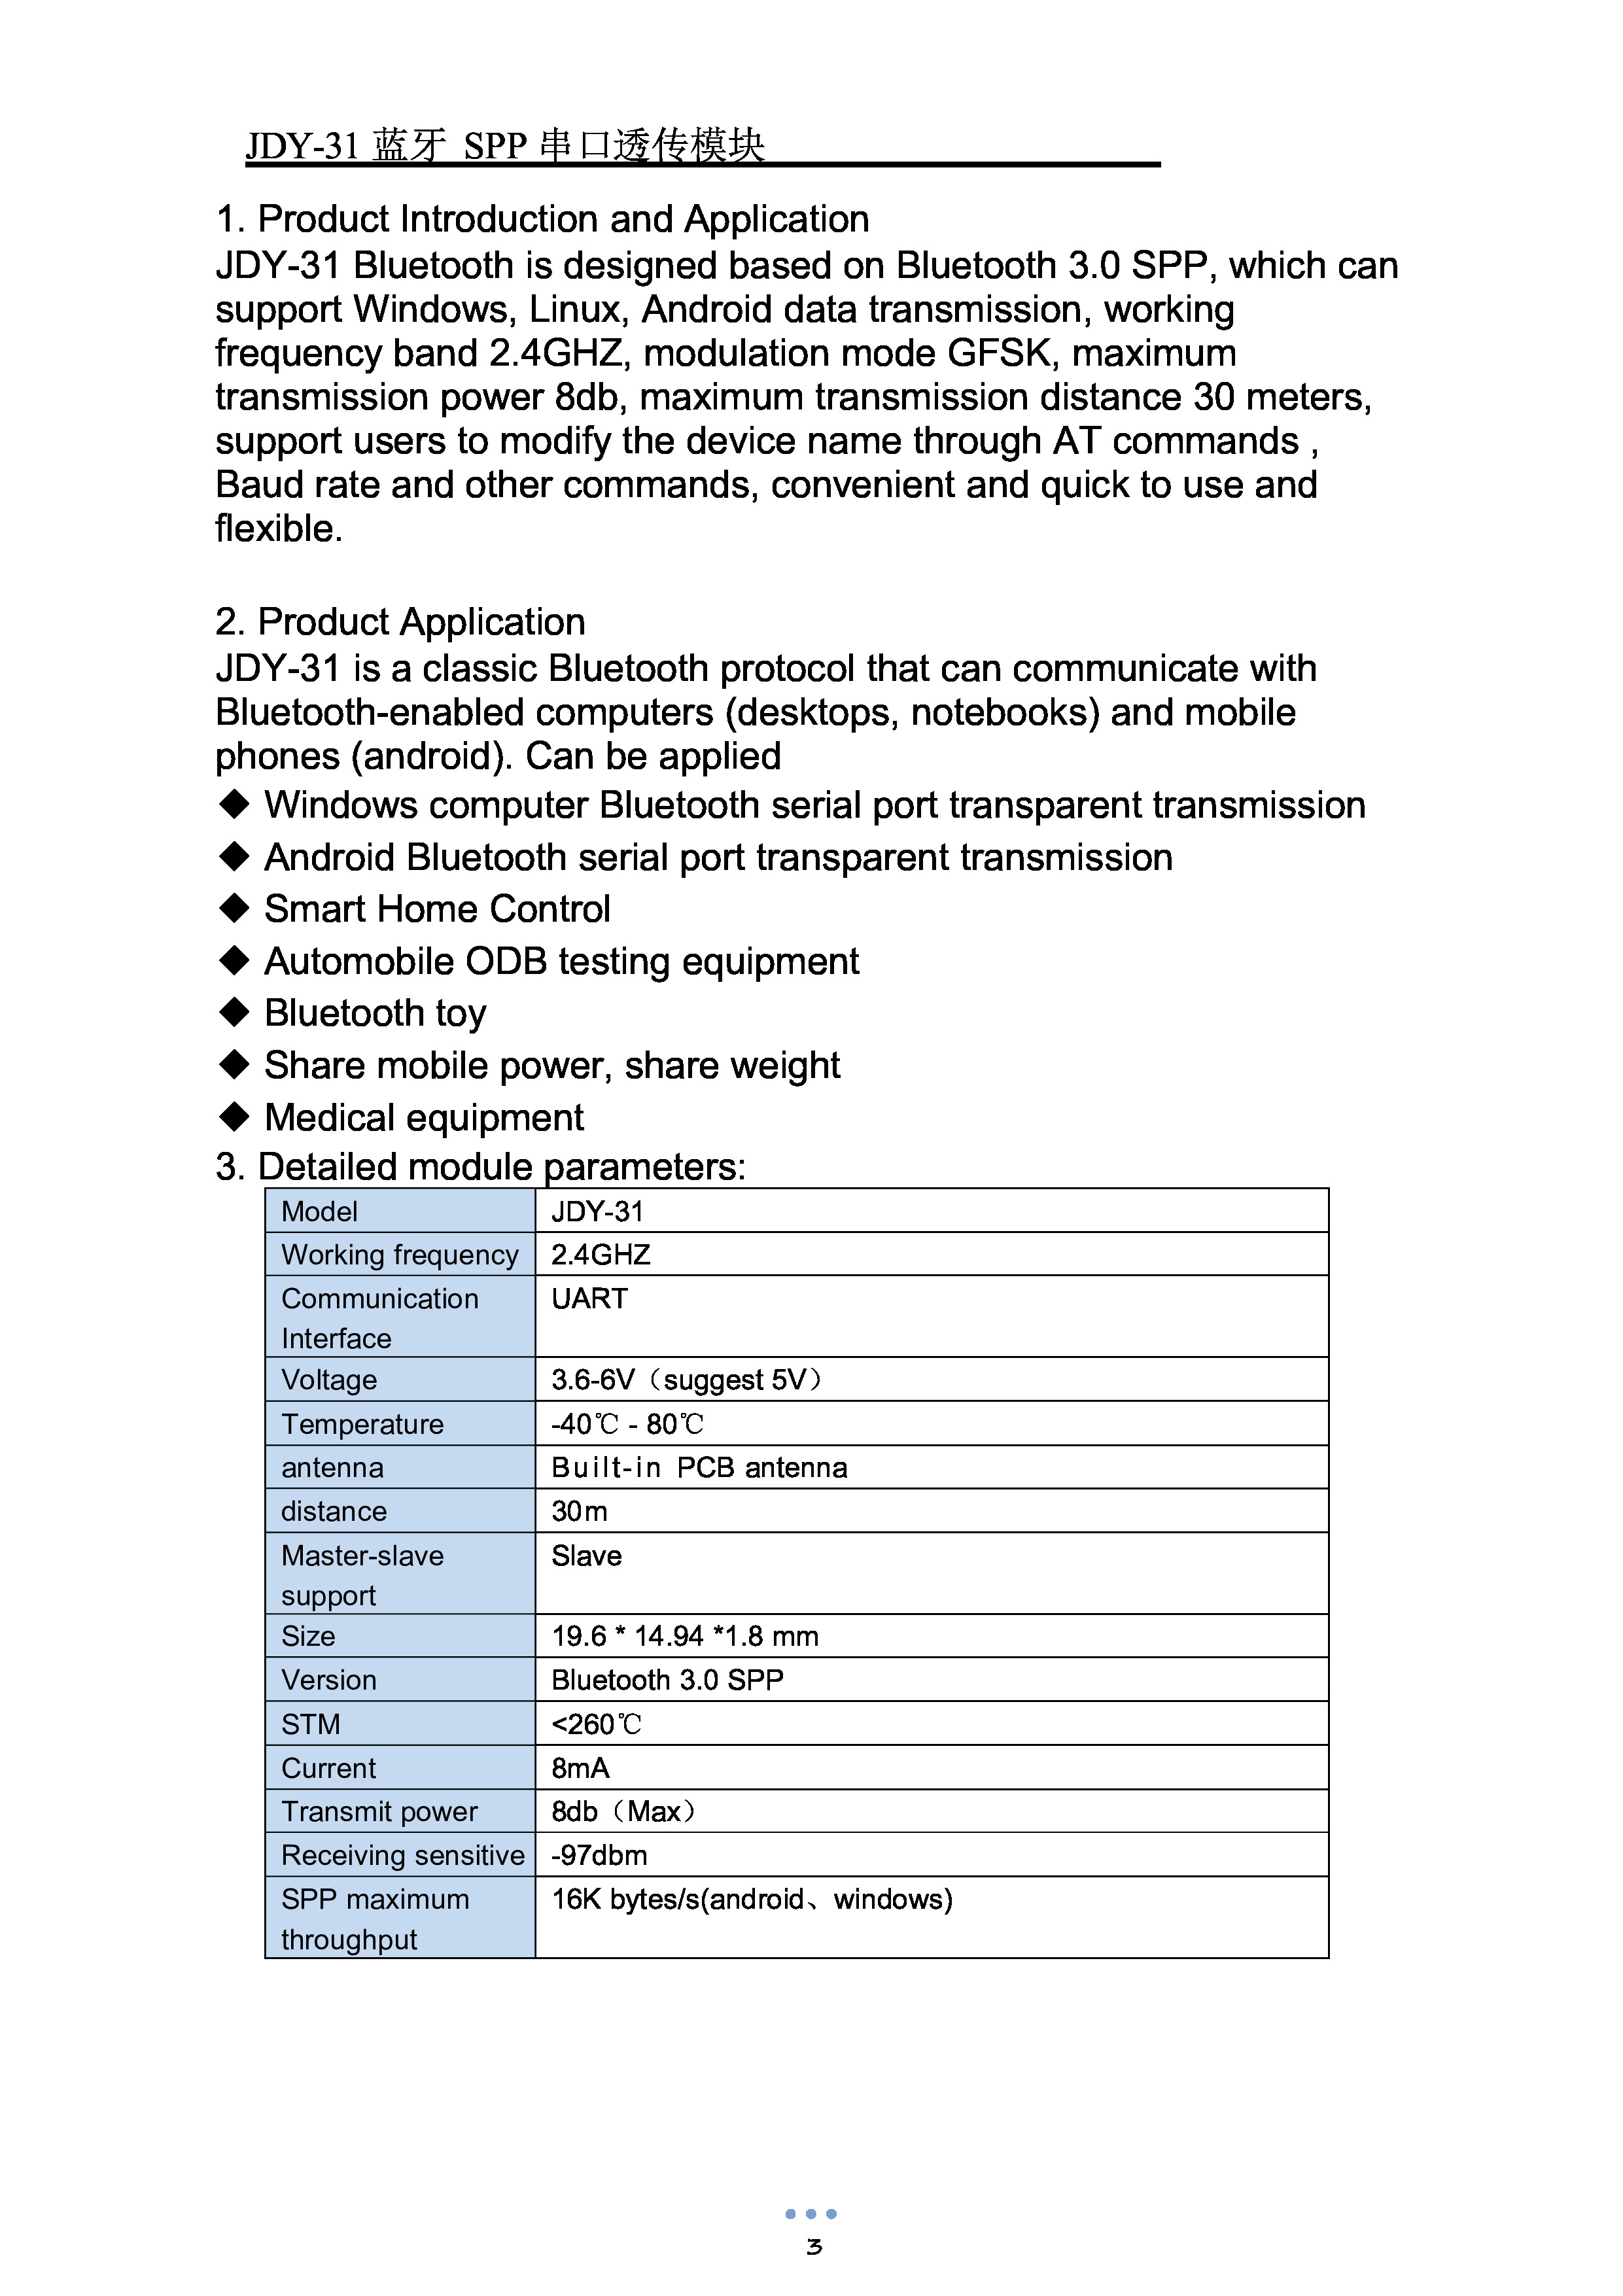 JDY-31 蓝牙 SPP 串口透传模块
1. Product Introduction and Application
JDY-31 Bluetooth is designed based on Bluetooth 3.0 SPP, which can
support Windows, Linux, Android data transmission, working
frequency band 2.4GHZ, modulation mode GFSK, maximum
transmission power 8db, maximum transmission distance 30 meters,
support users to modify the device name through AT commands ,
Baud rate and other commands, convenient and quick to use and
flexible.
2. Product Application
JDY-31 is a classic Bluetooth protocol that can communicate with
Bluetooth-enabled computers (desktops, notebooks) and mobile
phones (android). Can be applied
◆ Windows computer Bluetooth serial port transparent transmission
◆ Android Bluetooth serial port transparent transmission
◆ Smart Home Control
◆ Automobile ODB testing equipment
◆ Bluetooth toy
◆ Share mobile power, share weight
◆ Medical equipment
3. Detailed module parameters:
Model JDY-31
Working frequency 2.4GHZ
Communication UART
Interface
Voltage 3.6-6V（suggest 5V）
Temperature -40℃ - 80℃
antenna Built-in PCB antenna
distance 30m
Master-slave Slave
support
Size 19.6 * 14.94 *1.8 mm
Version Bluetooth 3.0 SPP
STM <260℃
Current 8mA
Transmit power 8db（Max）
Receiving sensitive -97dbm
SPP maximum 16K bytes/s(android、windows)
throughput
3